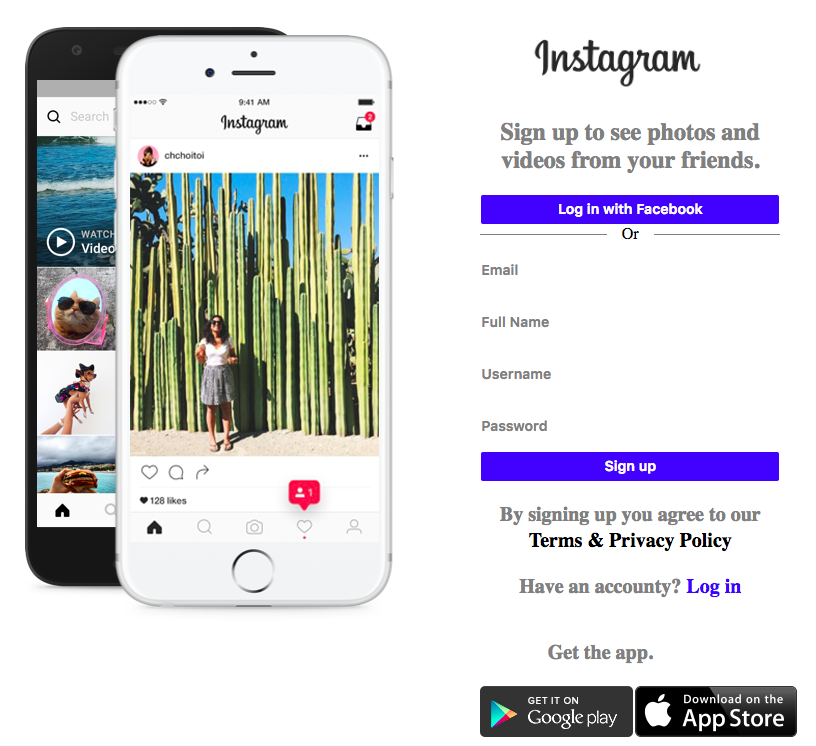 Search
WATCH
Video
9:41 AM
Instagram
2
chchoitoi
128 likes
1
Instagram
Sign up to see photos and
videos from your friends.
Log in with Facebook
Or
Email
Full Name
Username
Password
Sign up
By signing up you agree to our
Terms & Privacy Policy
Have an accounty? Log in
Get the app.
GET IT ON
Google play
Download on the
App Store